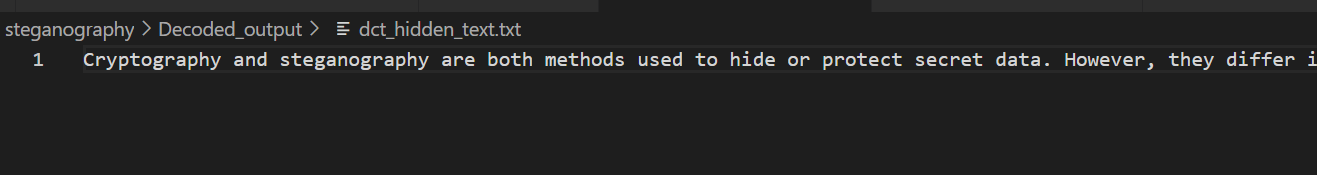 steganography > Decoded_output > dct_hidden_text.txt
1 Cryptography and steganography are both methods used to hide or protect secret data. However, they differ i